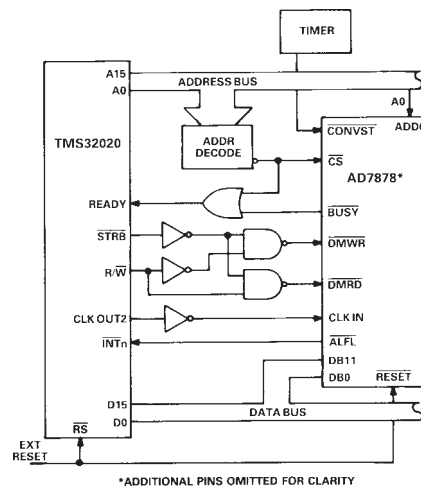 TIMER
A15
ADDRESS BUS
A0
A0
TMS32020
ADDR
DECODE
CONVST
ADD0
CS
AD7878*
READY
BUSY
STRB
DMWR
R/W
DMRD
CLK OUT2
CLK IN
INTn
ALFL
DB11
DB0
RESET
D15
DATA BUS
D0
RS
EXT
RESET
*ADDITIONAL PINS OMITTED FOR CLARITY